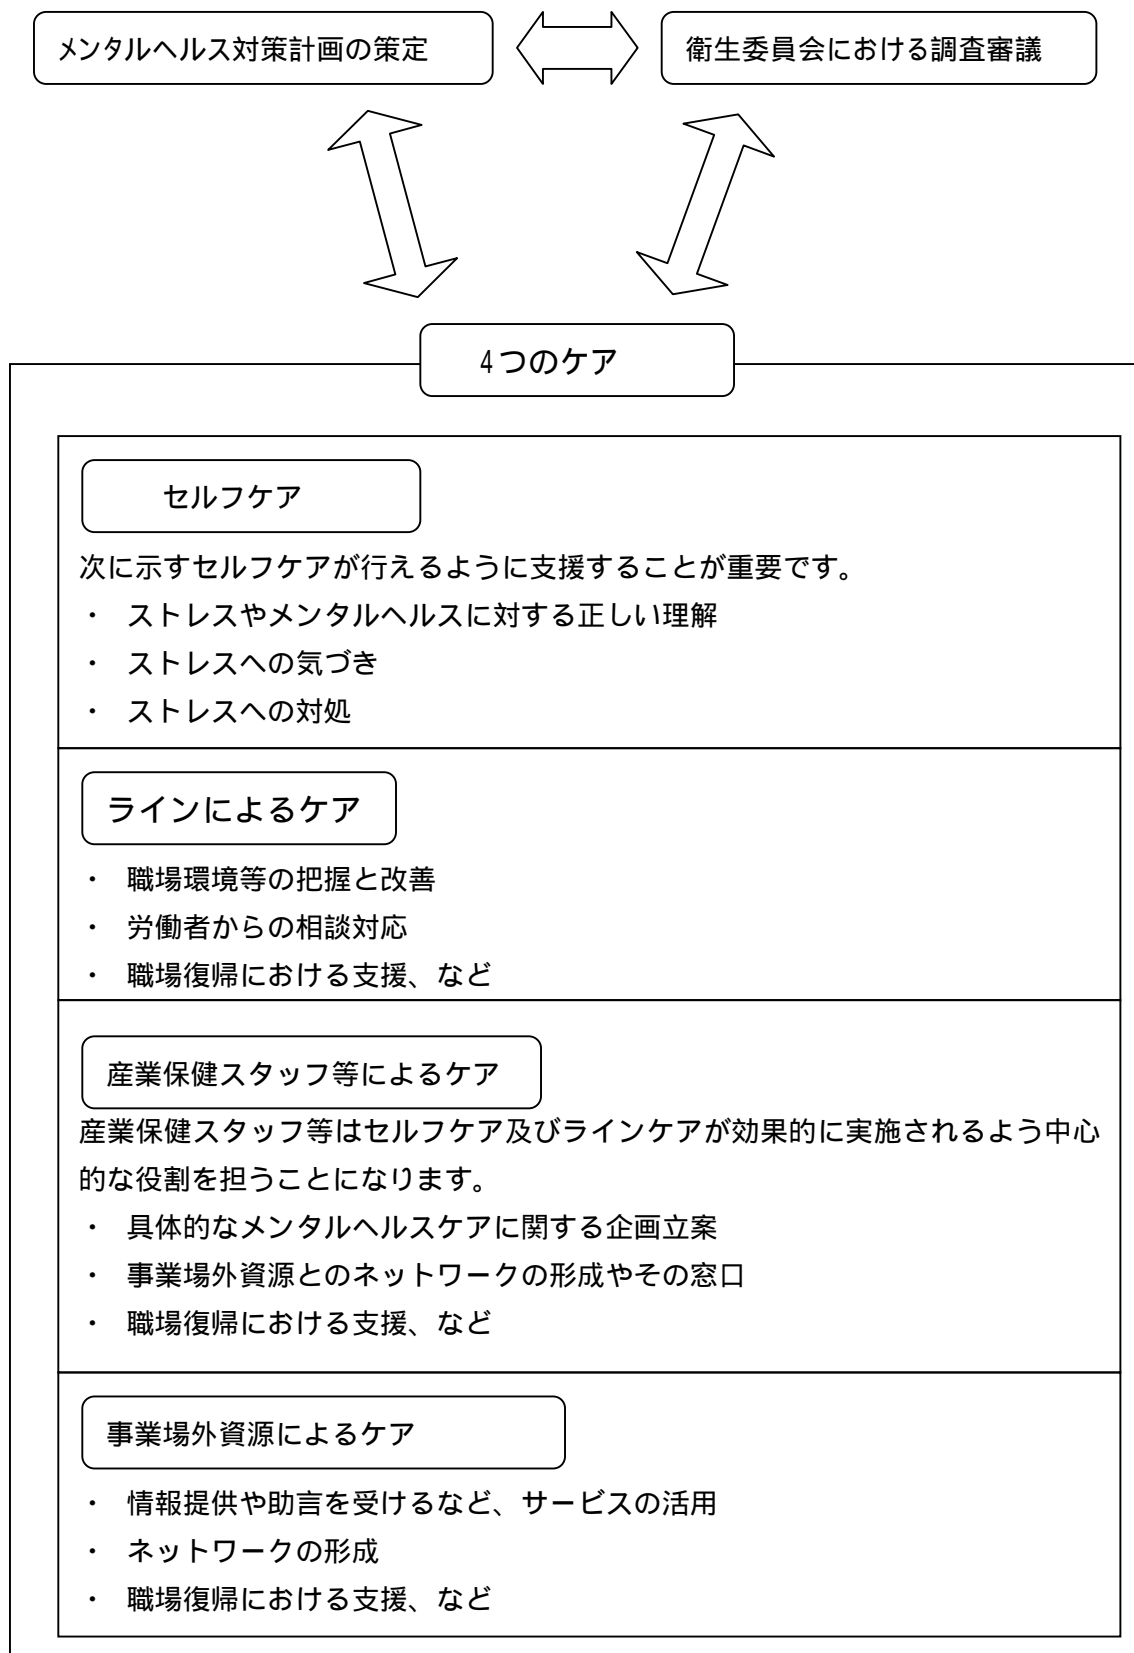 メンタルヘルス対策計画の策定
衛生委員会における調査審議
4つのケア
セルフケア
次に示すセルフケアが行えるように支援することが重要です。
・ ストレスやメンタルヘルスに対する正しい理解
・ ストレスへの気づき
・ ストレスへの対処
ラインによるケア
・ 職場環境等の把握と改善
・ 労働者からの相談対応
・ 職場復帰における支援、など
産業保健スタッフ等によるケア
産業保健スタッフ等はセルフケア及びラインケアが効果的に実施されるよう中心
的な役割を担うことになります。
・ 具体的なメンタルヘルスケアに関する企画立案
・ 事業場外資源とのネットワークの形成やその窓口
・ 職場復帰における支援、など
事業場外資源によるケア
・ 情報提供や助言を受けるなど、サービスの活用
・ ネットワークの形成
・ 職場復帰における支援、など